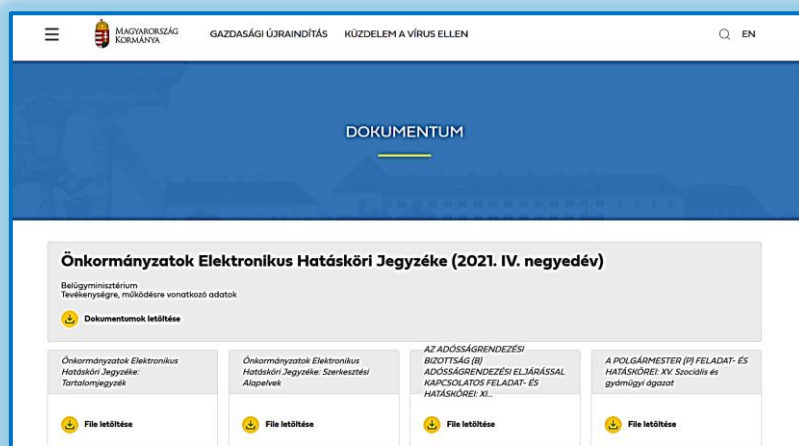 MAGYARORSZÁG
KORMÁNYA
GAZDASÁGI ÚJRAINDÍTÁS KÜZDELEM A VÍRUS ELLEN
EN
DOKUMENTUM
Önkormányzatok Elektronikus Hatásköri Jegyzéke (2021. IV. negyedév)
Belügyminisztérium
Tevékenységre, működésre vonatkozó adatok
Dokumentumok letöltése
Önkormányzatok Elektronikus
Hatásköri Jegyzéke:
Tartalomjegyzék
File letöltése
Önkormányzatok Elektronikus
Hatásköri Jegyzéke: Szerkesztési
Alapelvek
File letöltése
AZ ADÓSSÁGRENDEZÉSI
BIZOTTSÁG (B)
ADÓSSÁGRENDEZÉSI ELJÁRÁSSAL
KAPCSOLATOS FELADAT- ÉS
HATÁSKÖREI: XI...
File letöltése
A POLGÁRMESTER (P) FELADAT- ÉS
HATÁSKÖREI: XV. Szociális és
gyámügyi ágazat
File letöltése